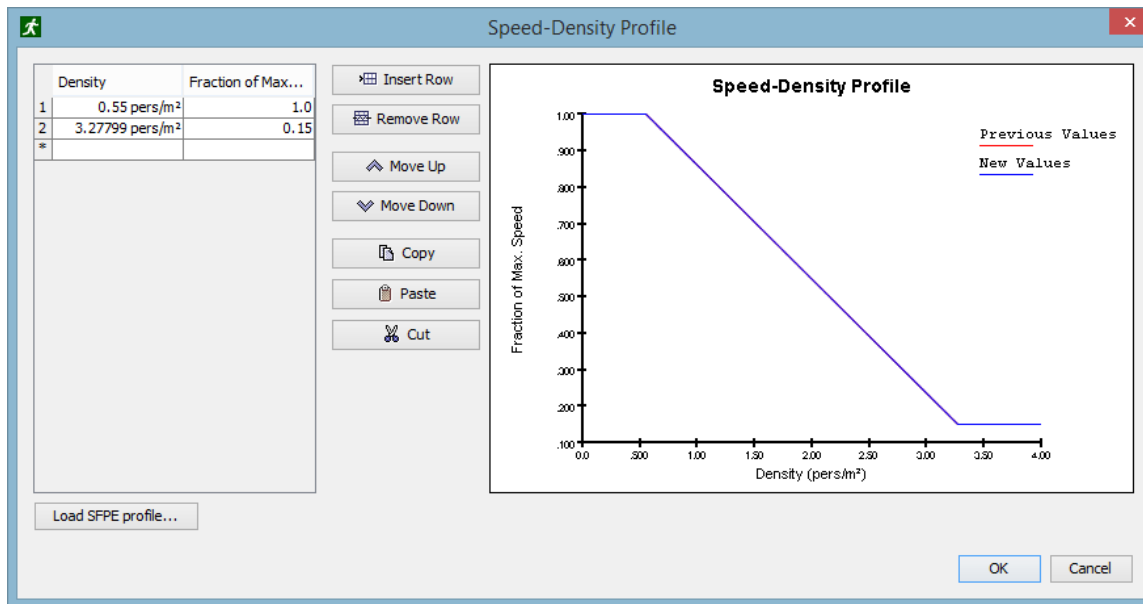 Speed-Density Profile
Density Fraction of Max...
1 0.55 pers/m² 1.0
2 3.27799 pers/m² 0.15
*
Insert Row
Remove Row
Move Up
Move Down
Copy
Paste
Cut
Load SFPE profile...
Speed-Density Profile
Previous Values
New Values
Fraction of Max. Speed
1.00
.900
.800
.700
.600
.500
.400
.300
.200
.100
0.0 .500 1.00 1.50 2.00 2.50 3.00 3.50 4.00
Density (pers/m²)
OK Cancel